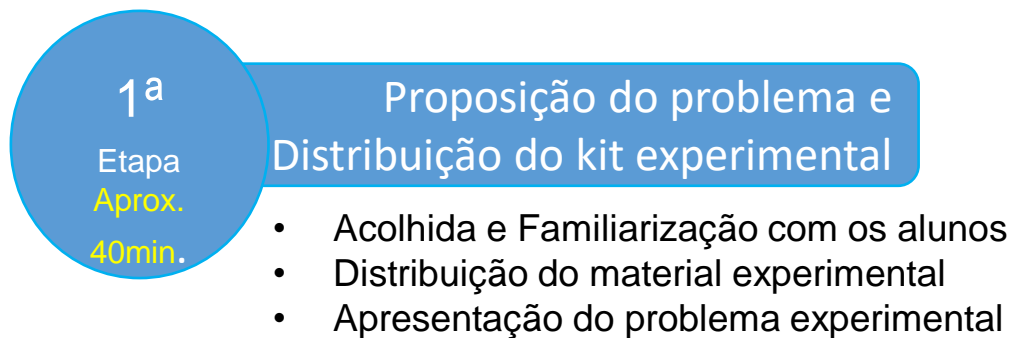 1ª
Etapa
Aprox.
40min.
Proposição do problema e
Distribuição do kit experimental
• Acolhida e Familiarização com os alunos
• Distribuição do material experimental
• Apresentação do problema experimental